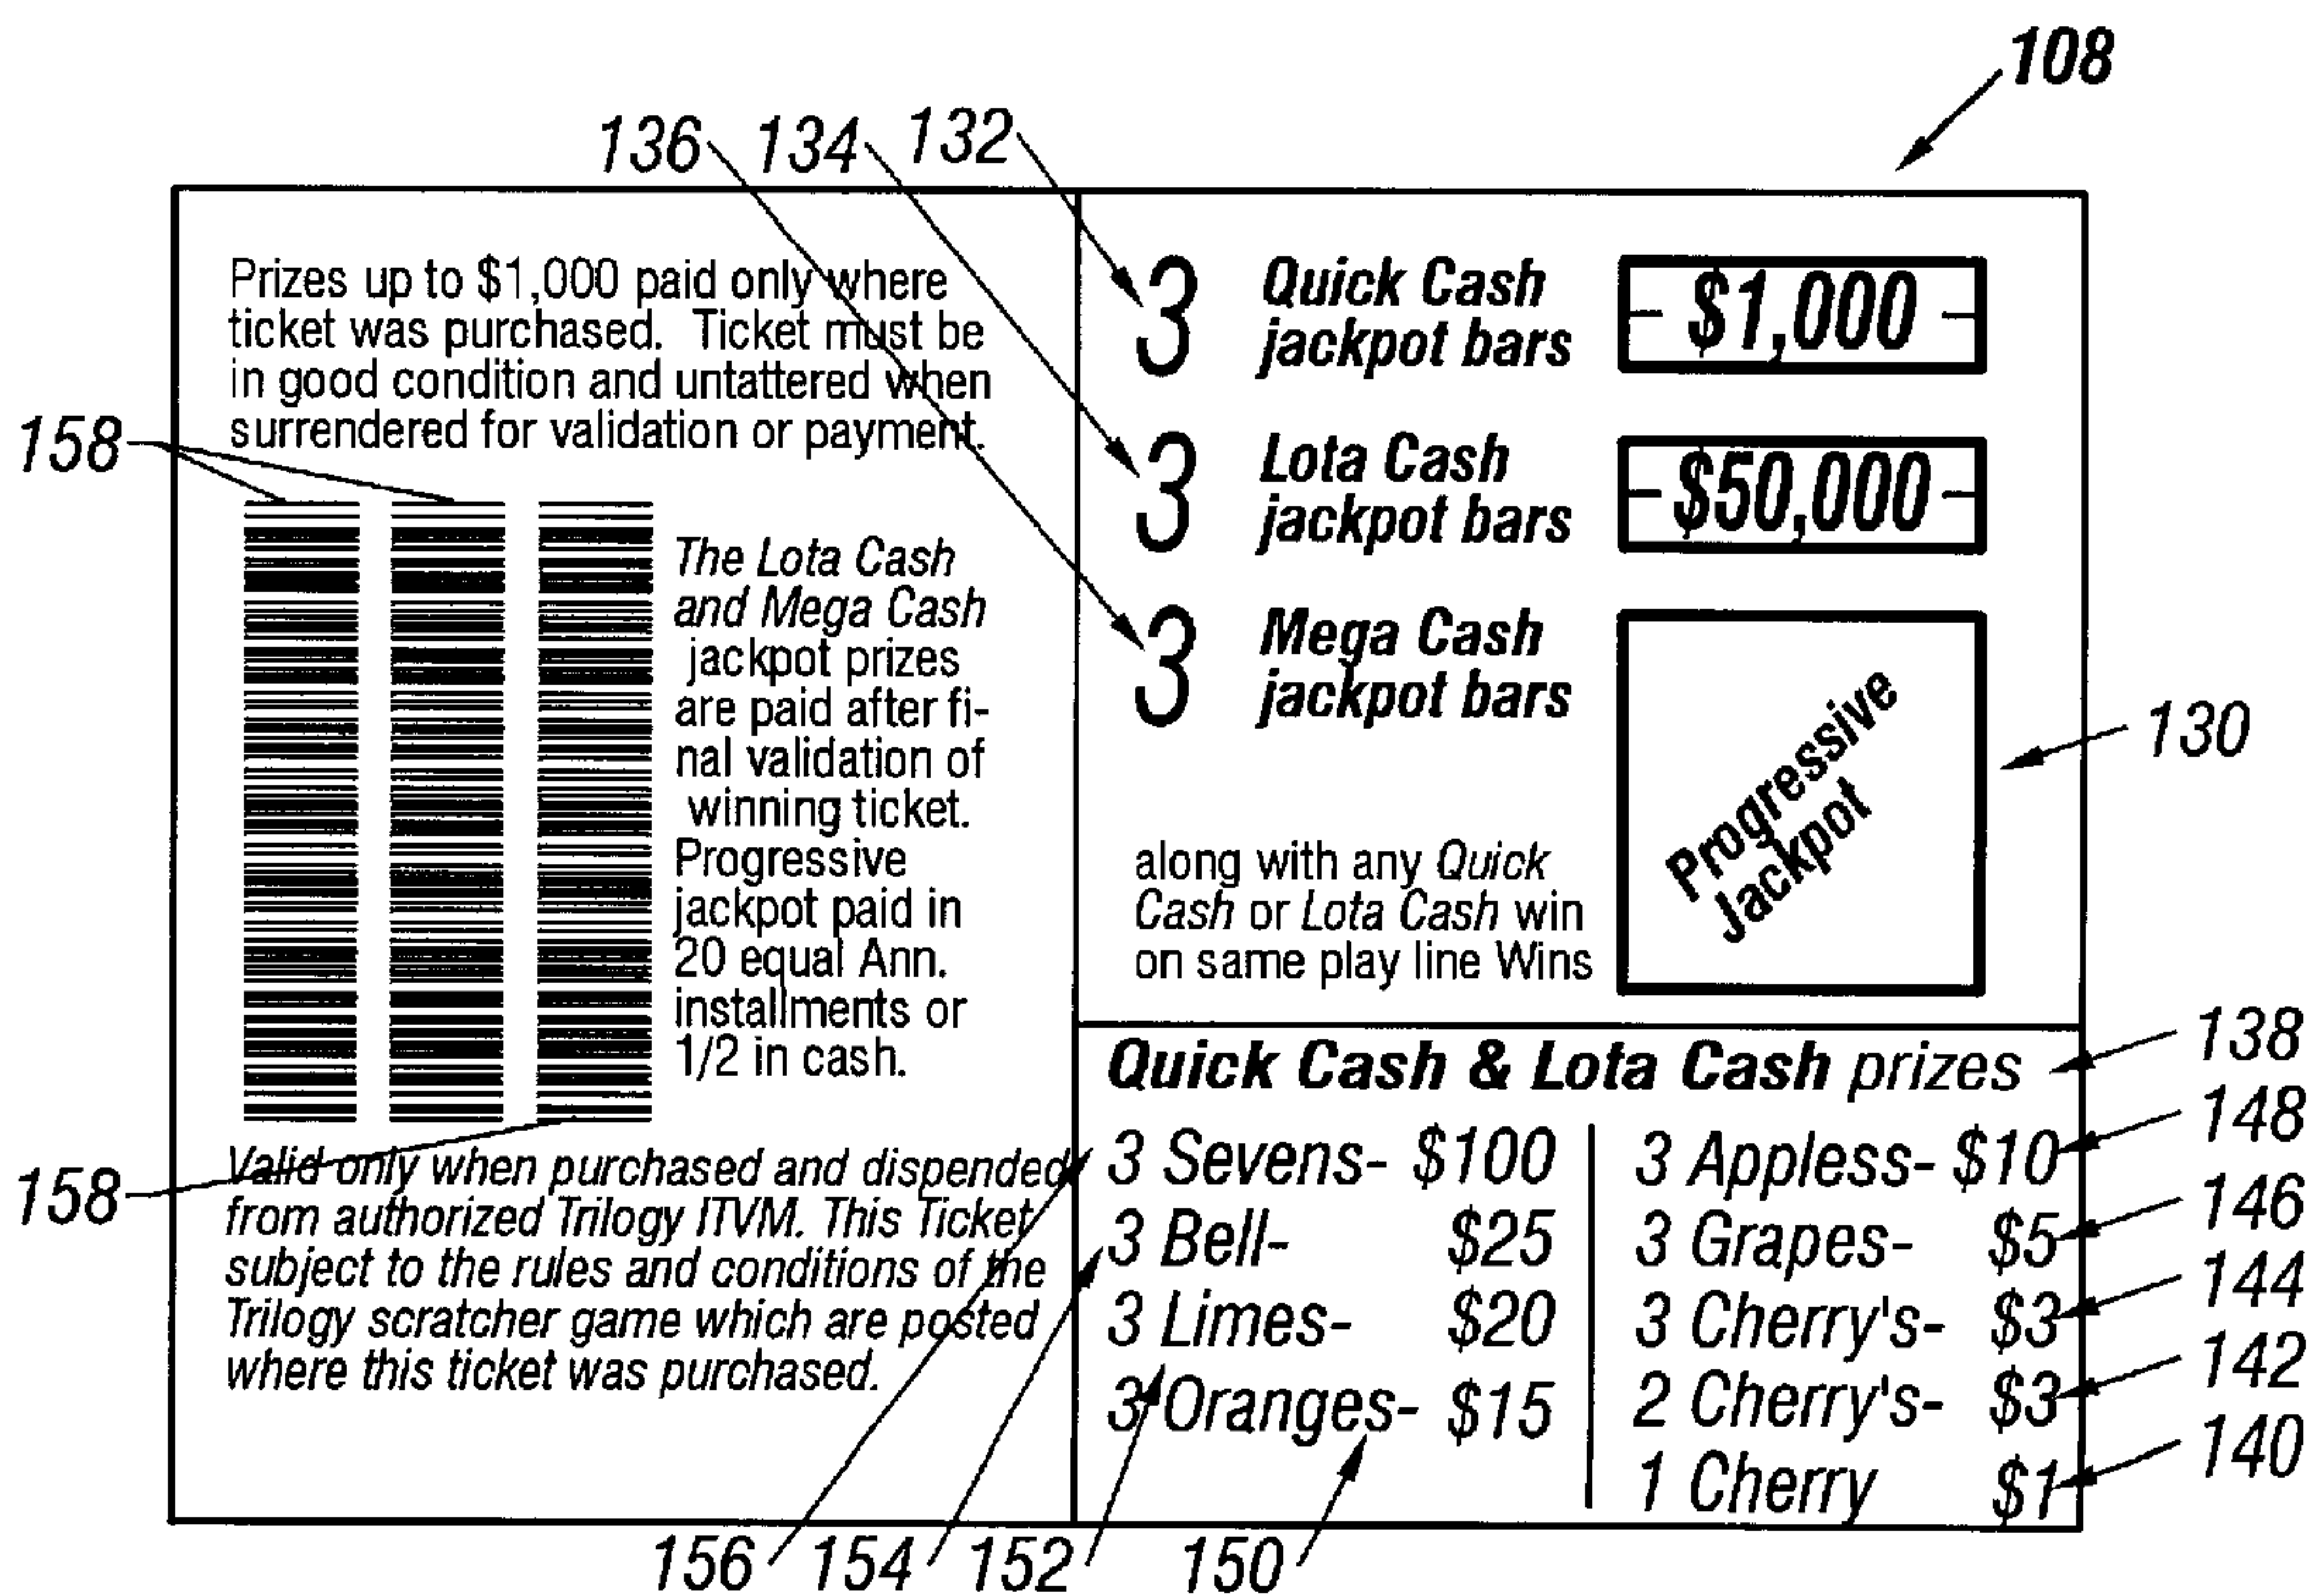 108
136 134 132
Prizes up to $1,000 paid only where
ticket was purchased. Ticket must be
in good condition and untattered when
surrendered for validation or payment.
158
The Lota Cash
and Mega Cash
jackpot prizes
are paid after fi-
nal validation of
winning ticket.
Progressive
jackpot paid in
20 equal Ann.
installments or
1/2 in cash.
158
Valid only when purchased and dispended
from authorized Trilogy ITVM. This Ticket
subject to the rules and conditions of the
Trilogy scratcher game which are posted
where this ticket was purchased.
3 Quick Cash
jackpot bars
$1,000
3 Lota Cash
jackpot bars
$50,000
3 Mega Cash
jackpot bars
Progressive
Jackpot
130
along with any Quick
Cash or Lota Cash win
on same play line Wins
Quick Cash & Lota Cash prizes
138
3 Sevens- $100
3 Bell- $25
3 Limes- $20
3 Oranges- $15
3 Appless- $10
148
3 Grapes- $5
146
3 Cherry's- $3
144
2 Cherry's- $3
142
1 Cherry $1
140
156 154 152 150